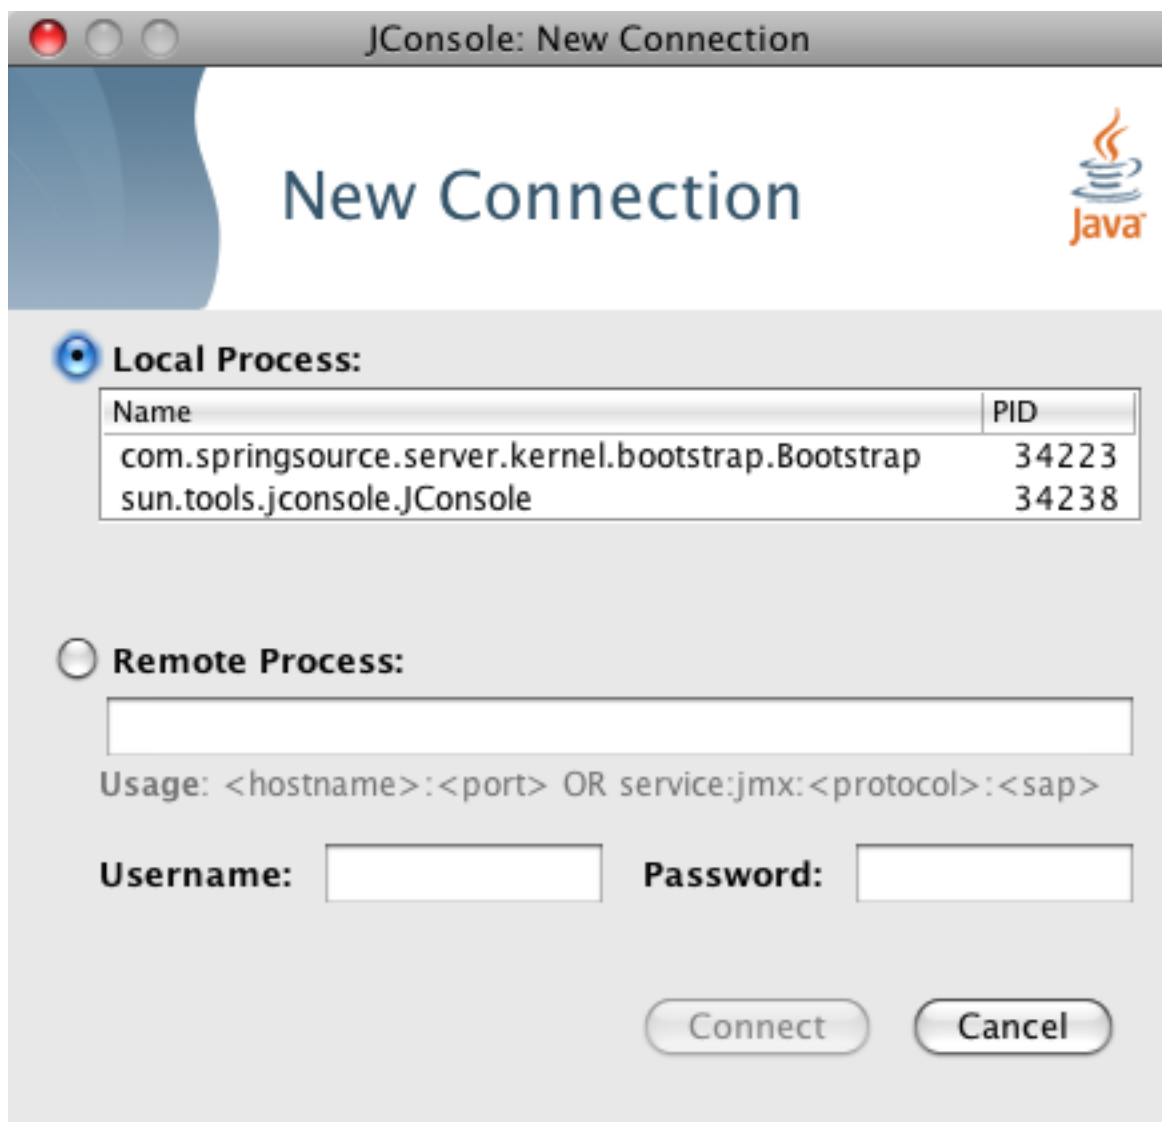 JConsole: New Connection
New Connection
Java
Local Process:
Name PID
com.springsource.server.kernel.bootstrap.Bootstrap 34223
sun.tools.jconsole.JConsole 34238
Remote Process:
Usage: <hostname>:<port> OR service:jmx:<protocol>:<sap>
Username: Password:
Connect Cancel